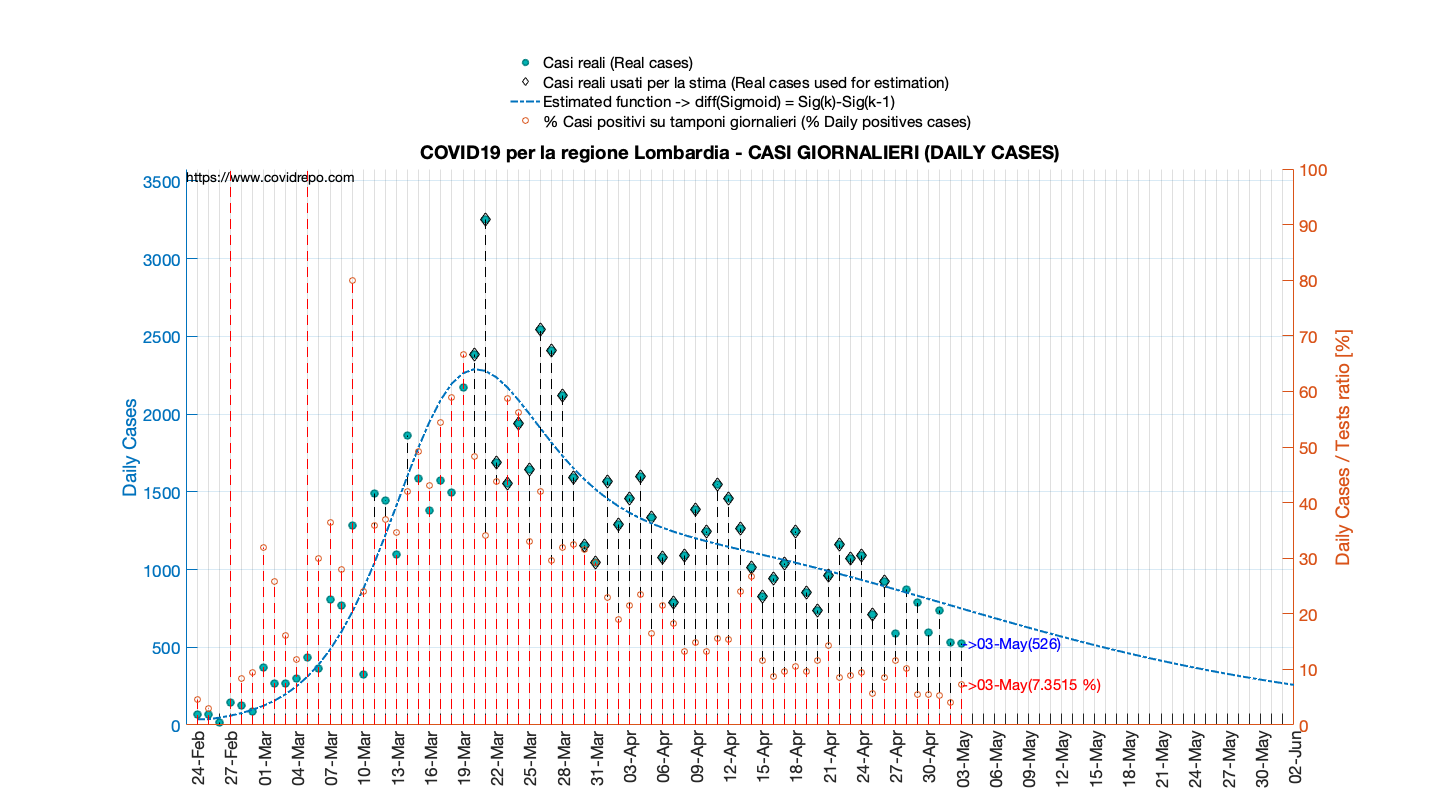 Casi reali (Real cases)
Casi reali usati per la stima (Real cases used for estimation)
Estimated function -> diff(Sigmoid) = Sig(k)-Sig(k-1)
% Casi positivi su tamponi giornalieri (% Daily positives cases)
COVID19 per la regione Lombardia - CASI GIORNALIERI (DAILY CASES)
https://www.covidrepo.com
Daily Cases
3500
3000
2500
2000
1500
1000
500
0
100
90
80
70
60
50
40
30
20
10
0
Daily Cases / Tests ratio [%]
->03-May(526)
->03-May(7.3515 %)
24-Feb
27-Feb
01-Mar
04-Mar
07-Mar
10-Mar
13-Mar
16-Mar
19-Mar
22-Mar
25-Mar
28-Mar
31-Mar
03-Apr
06-Apr
09-Apr
12-Apr
15-Apr
18-Apr
21-Apr
24-Apr
27-Apr
30-Apr
03-May
06-May
09-May
12-May
15-May
18-May
21-May
24-May
27-May
30-May
02-Jun